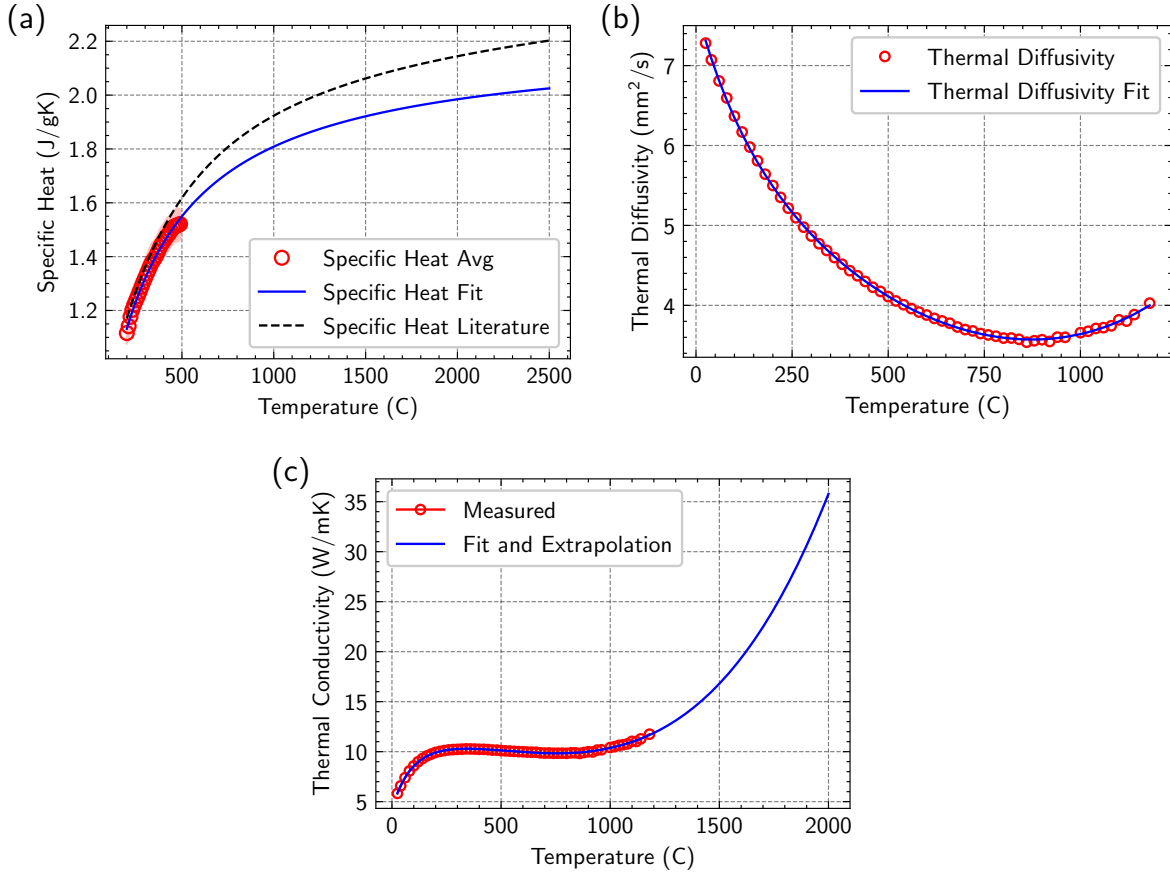 (a)
2.2
2.0
1.8
1.6
1.4
1.2
Specific Heat (J/gK)
Specific Heat Avg
Specific Heat Fit
Specific Heat Literature
500 1000 1500 2000 2500
Temperature (C)
(b)
7
6
5
4
Thermal Diffusivity (mm²/s)
Thermal Diffusivity
Thermal Diffusivity Fit
0 250 500 750 1000
Temperature (C)
(c)
35
30
25
20
15
10
5
Thermal Conductivity (W/mK)
Measured
Fit and Extrapolation
0 500 1000 1500 2000
Temperature (C)